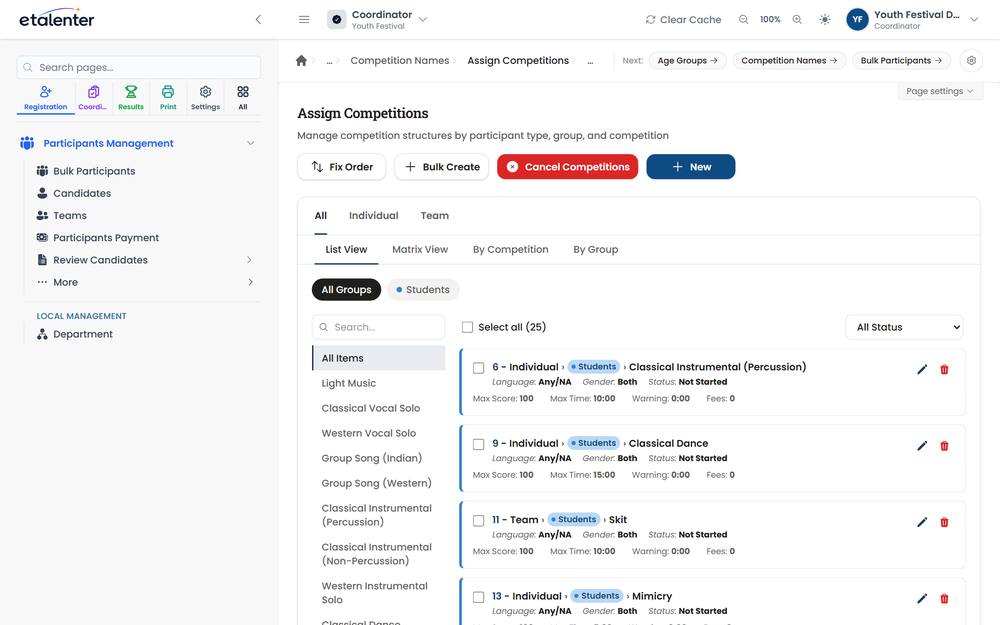 etalenter
Coordinator
Youth Festival
Clear Cache
100%
YF
Youth Festival D...
Coordinator
Search pages...
Registration
Coordi...
Results
Print
Settings
All
Participants Management
Bulk Participants
Candidates
Teams
Participants Payment
Review Candidates
More
LOCAL MANAGEMENT
Department
... Competition Names Assign Competitions ...
Next: Age Groups → Competition Names → Bulk Participants →
Page settings
Assign Competitions
Manage competition structures by participant type, group, and competition
Fix Order
Bulk Create
Cancel Competitions
New
All Individual Team
List View Matrix View By Competition By Group
All Groups Students
Search...
Select all (25)
All Status
All Items
Light Music
Classical Vocal Solo
Western Vocal Solo
Group Song (Indian)
Group Song (Western)
Classical Instrumental
(Percussion)
Classical Instrumental
(Non-Percussion)
Western Instrumental
Solo
Classical Dance
6 - Individual › Students › Classical Instrumental (Percussion)
Language: Any/NA Gender: Both Status: Not Started
Max Score: 100 Max Time: 10:00 Warning: 0:00 Fees: 0
9 - Individual › Students › Classical Dance
Language: Any/NA Gender: Both Status: Not Started
Max Score: 100 Max Time: 15:00 Warning: 0:00 Fees: 0
11 - Team › Students › Skit
Language: Any/NA Gender: Both Status: Not Started
Max Score: 100 Max Time: 10:00 Warning: 0:00 Fees: 0
13 - Individual › Students › Mimicry
Language: Any/NA Gender: Both Status: Not Started